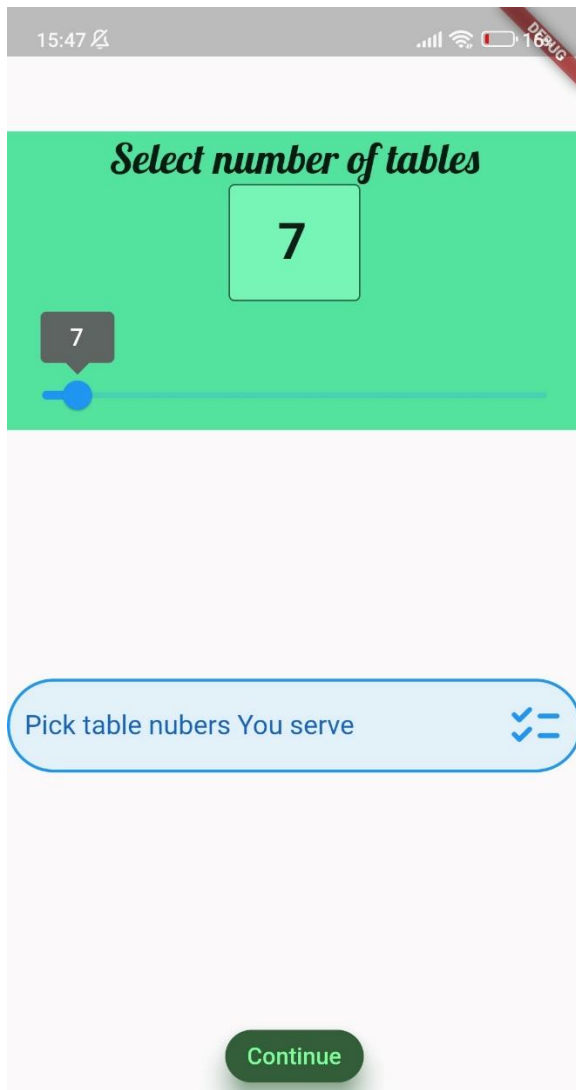 15:47
16
DEBUG
Select number of tables
7
7
Pick table nubers You serve
Continue